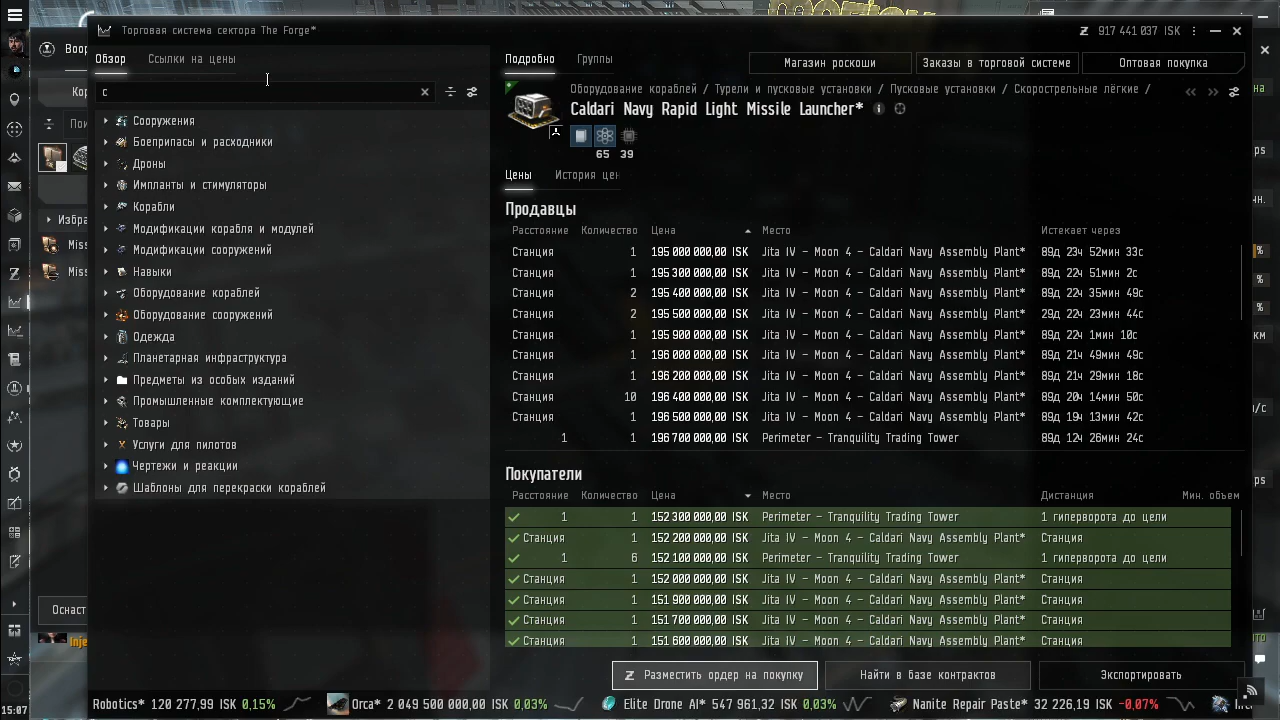 Торговая система сектора The Forge*
917 441 037 ISK
Воор
Обзор Ссылки на цены
Подробно Группы
Магазин роскоши Заказы в торговой системе Оптовая покупка
Кор
с
Оборудование кораблей / Турели и пусковые установки / Пусковые установки / Скорострельные лёгкие /
Caldari Navy Rapid Light Missile Launcher*
65 39
Пои
Избра
Miss
Miss
Оснаст
Inje
15:07
Сооружения
Боеприпасы и расходники
Дроны
Импланты и стимуляторы
Корабли
Модификации корабля и модулей
Модификации сооружений
Навыки
Оборудование кораблей
Оборудование сооружений
Одежда
Планетарная инфраструктура
Предметы из особых изданий
Промышленные комплектующие
Товары
Услуги для пилотов
Чертежи и реакции
Шаблоны для перекраски кораблей
Цены История цен
Продавцы
Расстояние Количество Цена Место Истекает через
Станция 1 195 000 000,00 ISK Jita IV - Moon 4 - Caldari Navy Assembly Plant* 89д 23ч 52мин 33с
Станция 1 195 300 000,00 ISK Jita IV - Moon 4 - Caldari Navy Assembly Plant* 89д 22ч 51мин 2с
Станция 2 195 400 000,00 ISK Jita IV - Moon 4 - Caldari Navy Assembly Plant* 89д 22ч 35мин 49с
Станция 2 195 500 000,00 ISK Jita IV - Moon 4 - Caldari Navy Assembly Plant* 29д 22ч 23мин 44с
Станция 1 195 900 000,00 ISK Jita IV - Moon 4 - Caldari Navy Assembly Plant* 89д 22ч 1мин 10с
Станция 1 196 000 000,00 ISK Jita IV - Moon 4 - Caldari Navy Assembly Plant* 89д 21ч 49мин 49с
Станция 1 196 200 000,00 ISK Jita IV - Moon 4 - Caldari Navy Assembly Plant* 89д 21ч 29мин 18с
Станция 10 196 400 000,00 ISK Jita IV - Moon 4 - Caldari Navy Assembly Plant* 89д 20ч 14мин 50с
Станция 1 196 500 000,00 ISK Jita IV - Moon 4 - Caldari Navy Assembly Plant* 89д 19ч 13мин 42с
1 1 196 700 000,00 ISK Perimeter - Tranquility Trading Tower 89д 12ч 26мин 24с
Покупатели
Расстояние Количество Цена Место Дистанция Мин. объем
1 1 152 300 000,00 ISK Perimeter - Tranquility Trading Tower 1 гиперворота до цели
Станция 1 152 200 000,00 ISK Jita IV - Moon 4 - Caldari Navy Assembly Plant* Станция
1 6 152 100 000,00 ISK Perimeter - Tranquility Trading Tower 1 гиперворота до цели
Станция 1 152 000 000,00 ISK Jita IV - Moon 4 - Caldari Navy Assembly Plant* Станция
Станция 1 151 900 000,00 ISK Jita IV - Moon 4 - Caldari Navy Assembly Plant* Станция
Станция 1 151 700 000,00 ISK Jita IV - Moon 4 - Caldari Navy Assembly Plant* Станция
Станция 1 151 600 000,00 ISK Jita IV - Moon 4 - Caldari Navy Assembly Plant* Станция
Разместить ордер на покупку Найти в базе контрактов Экспортировать
Robotics* 120 277,99 ISK 0,15% Orca* 2 049 500 000,00 ISK 0,03% Elite Drone AI* 547 961,32 ISK 0,03% Nanite Repair Paste* 32 226,19 ISK -0,07%